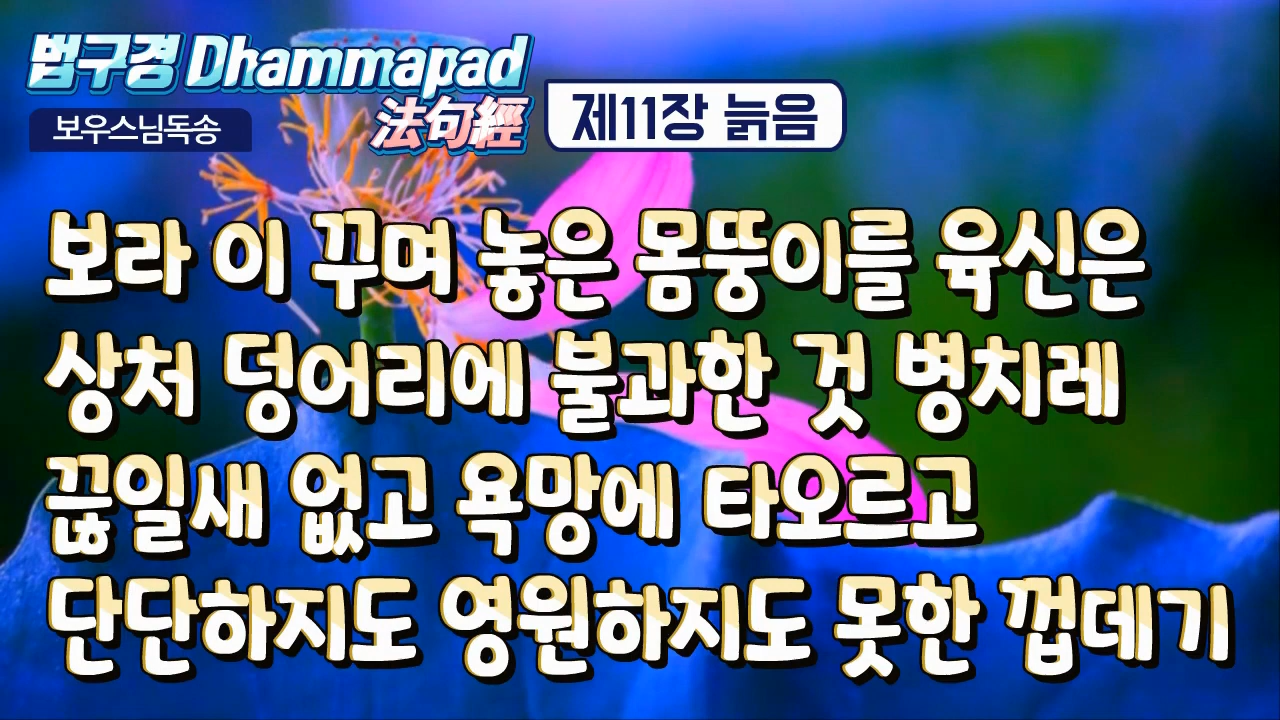 법구경 Dhammapad
法句經
보우스님독송
제11장 늙음
보라 이 꾸며 놓은 몸뚱이를 육신은
상처 덩어리에 불과한 것 병치레
끊일새 없고 욕망에 타오르고
단단하지도 영원하지도 못한 껍데기